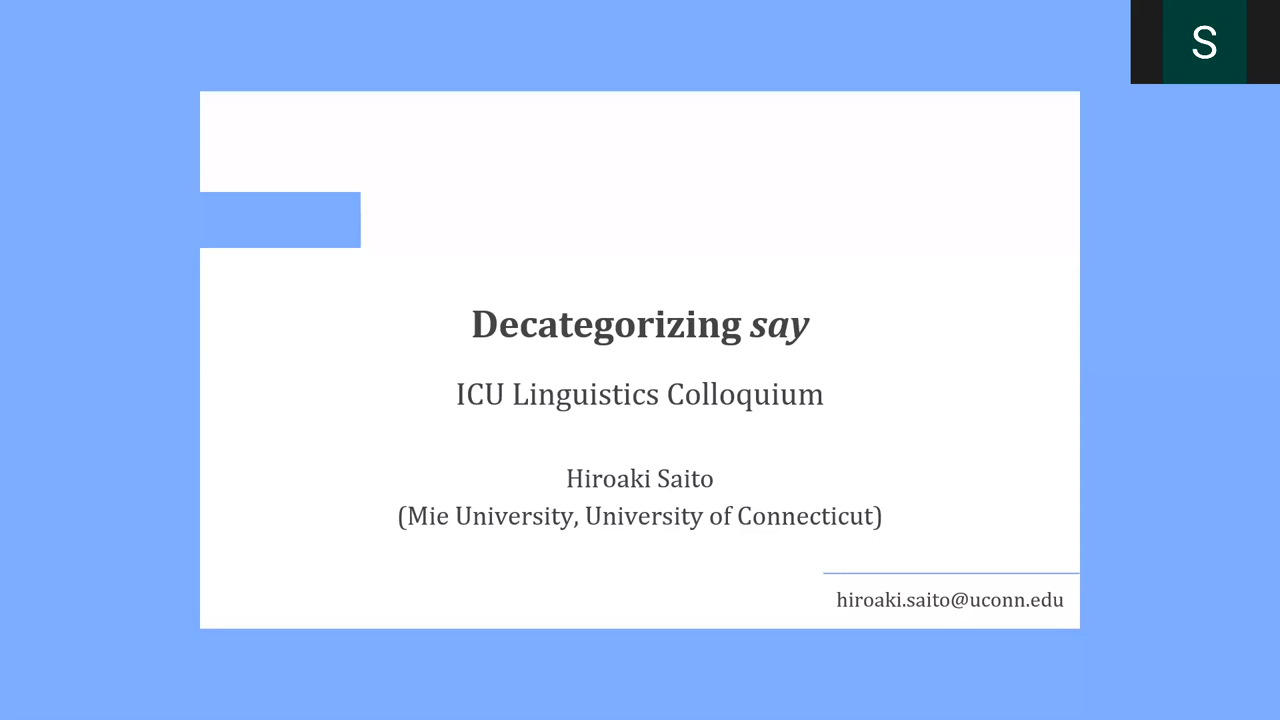 S
Decategorizing say
ICU Linguistics Colloquium
Hiroaki Saito
(Mie University, University of Connecticut)
hiroaki.saito@uconn.edu